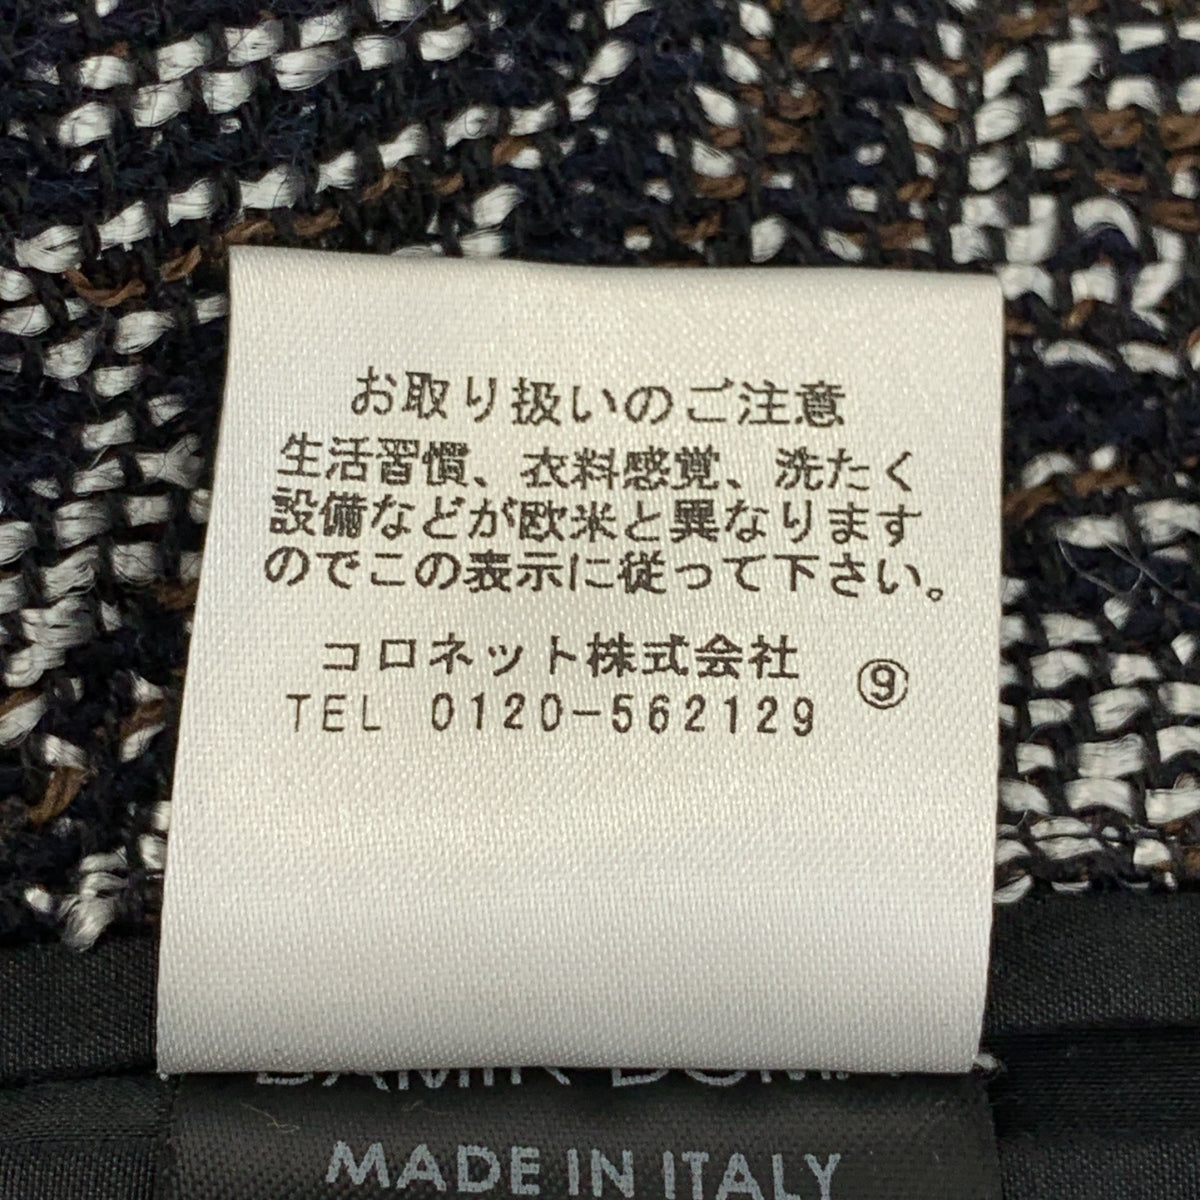 お取り扱いのご注意
生活習慣、衣料感覚、洗たく
設備などが欧米と異なります
のでこの表示に従って下さい。
コロネット株式会社
⑨
TEL 0120-562129
MADE IN ITALY